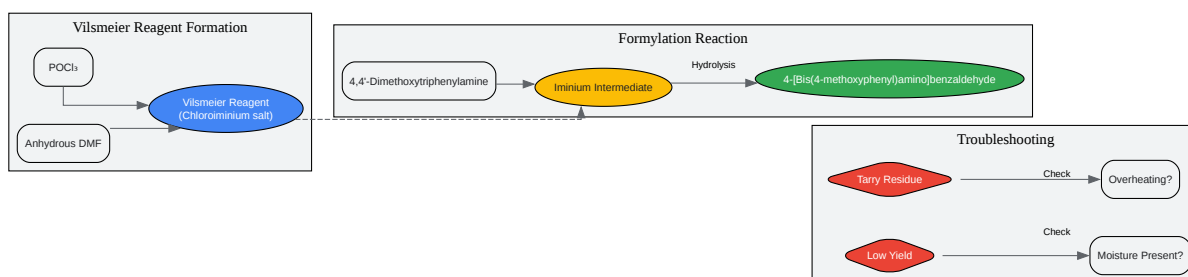 Vilsmeier Reagent Formation
POCl₃
Vilsmeier Reagent
(Chloroiminium salt)
Anhydrous DMF
Formylation Reaction
4,4'-Dimethoxytriphenylamine
Iminium Intermediate
Hydrolysis
4-[Bis(4-methoxyphenyl)amino]benzaldehyde
Troubleshooting
Tarry Residue
Check
Overheating?
Low Yield
Check
Moisture Present?